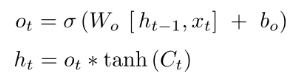 o_t = σ (W_o [h_{t−1}, x_t] + b_o)
h_t = o_t * tanh (C_t)